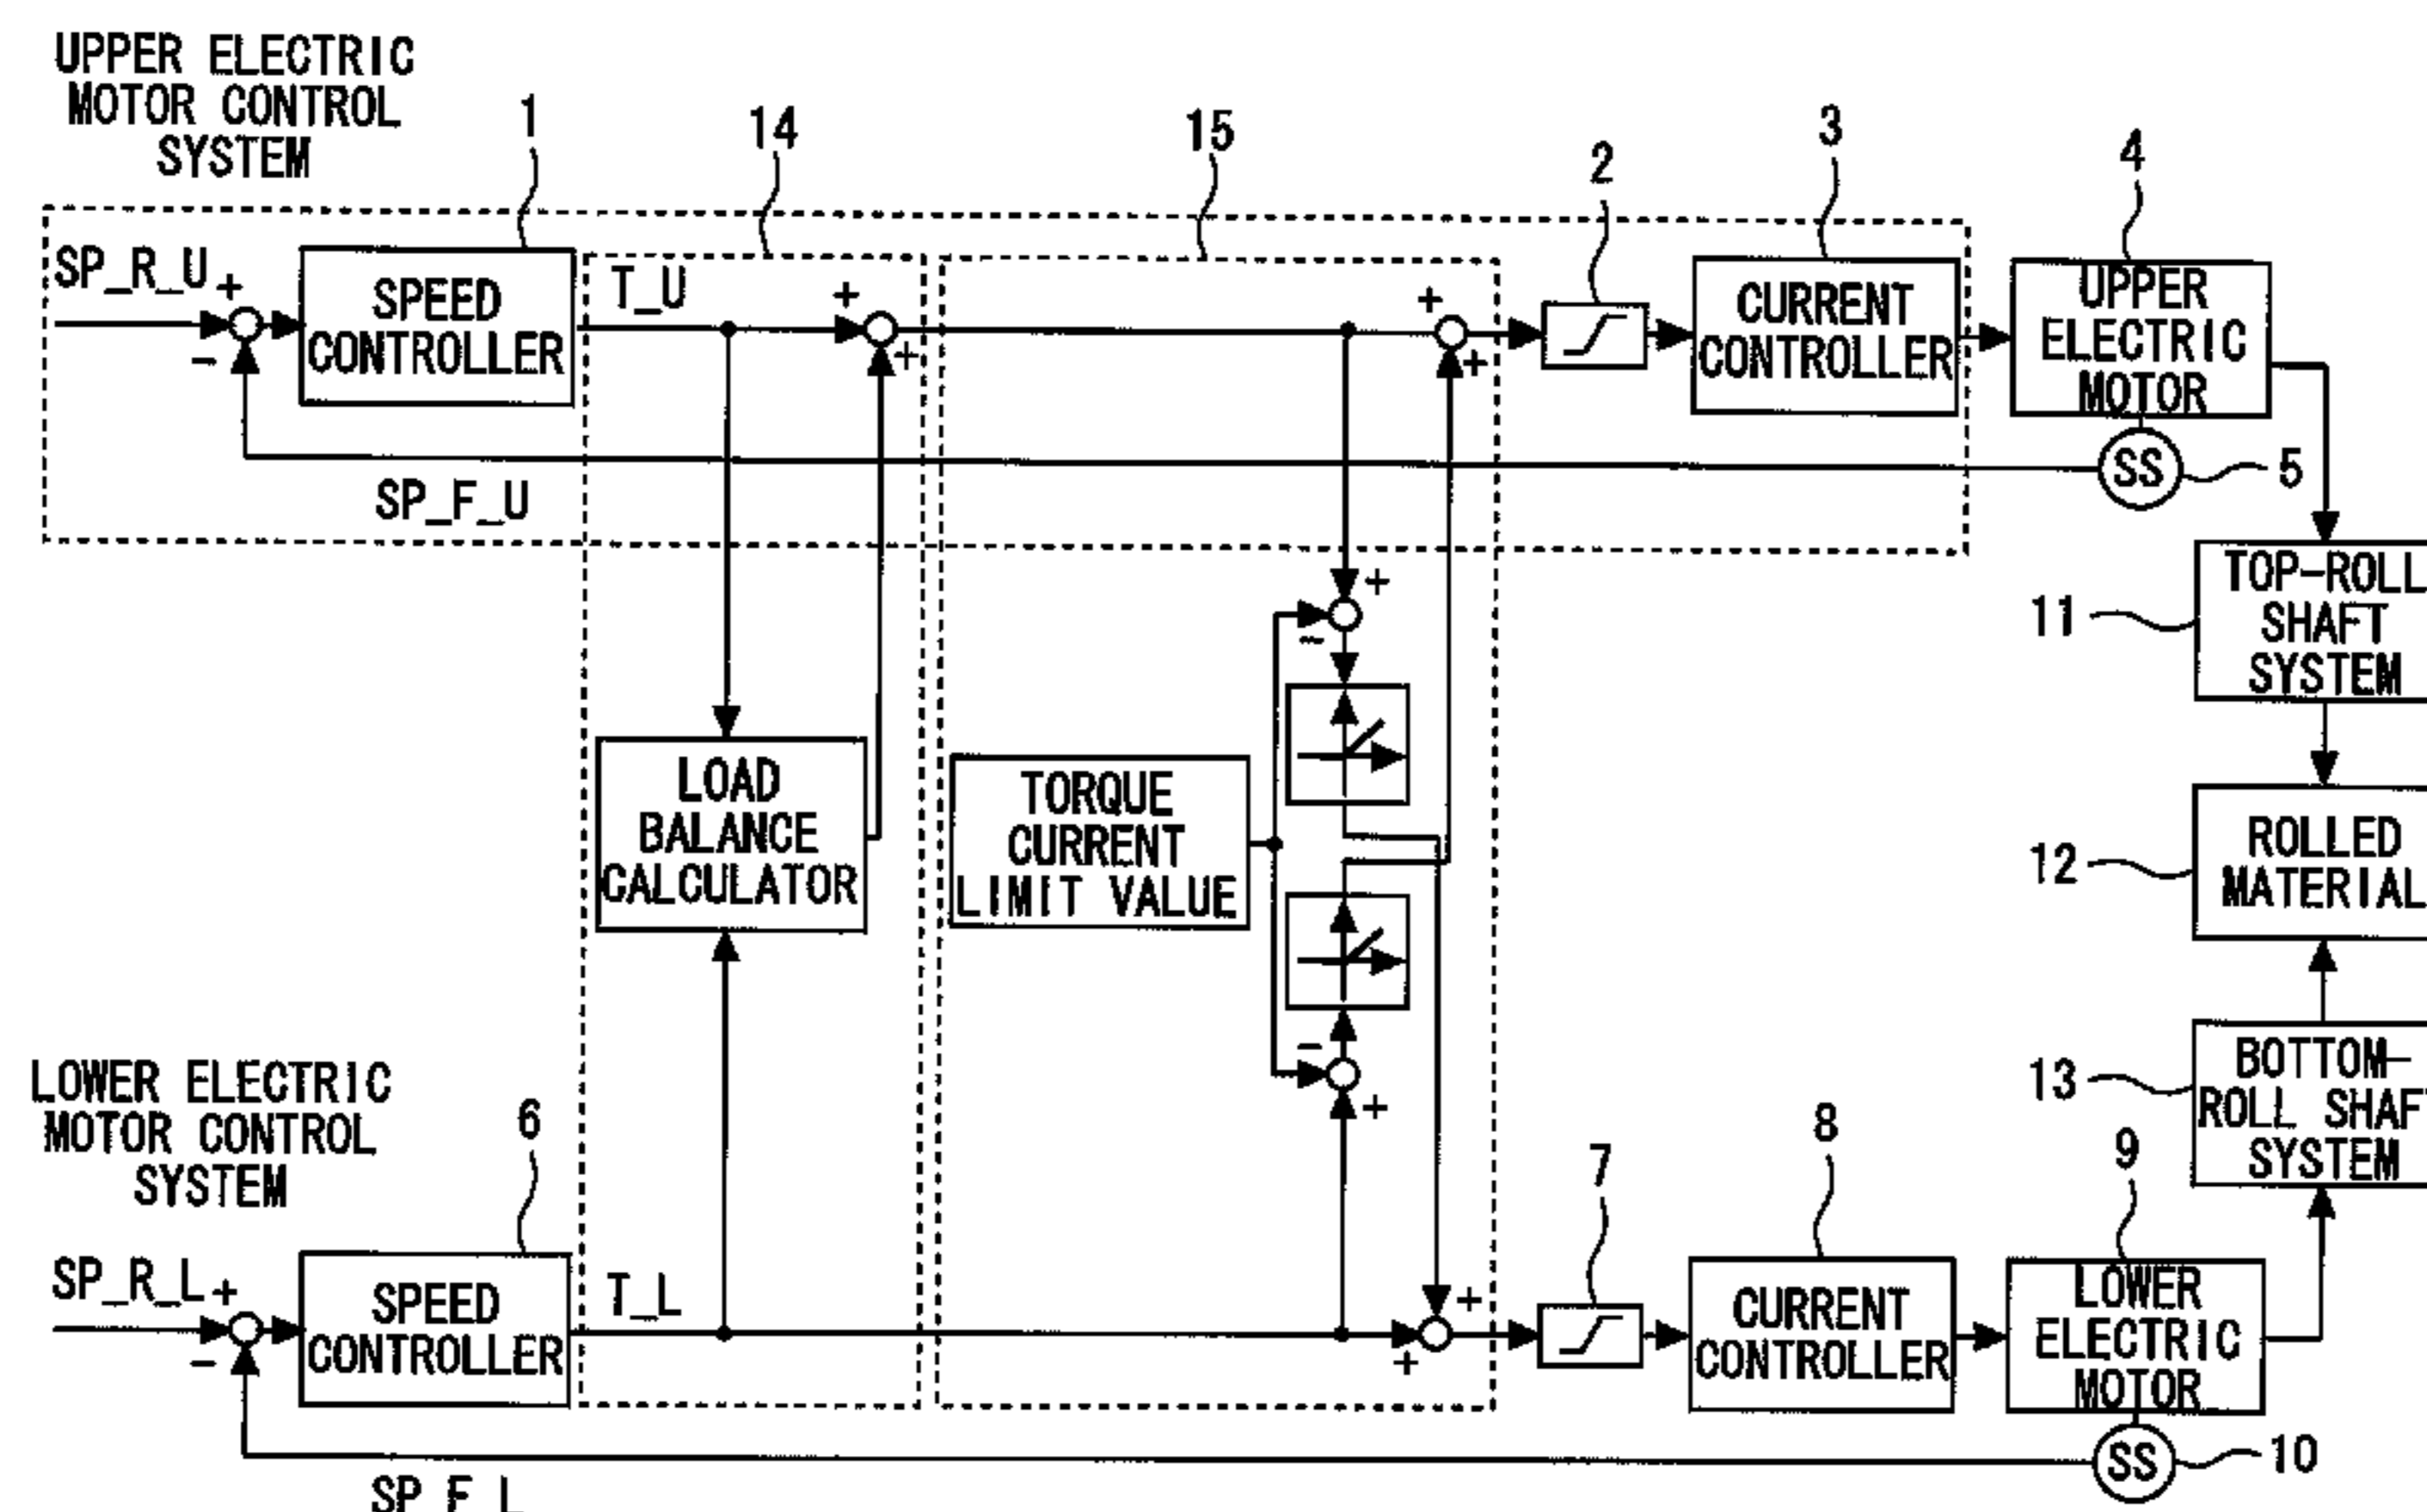 UPPER ELECTRIC
MOTOR CONTROL
SYSTEM
1
14
15
2
3
4
SP_R_U
+
-
SPEED
CONTROLLER
T_U
+
+
+
+
CURRENT
CONTROLLER
UPPER
ELECTRIC
MOTOR
SP_F_U
SS
5
+
-
11
TOP-ROLL
SHAFT
SYSTEM
LOAD
BALANCE
CALCULATOR
TORQUE
CURRENT
LIMIT VALUE
12
ROLLED
MATERIAL
-
+
13
BOTTOM-
ROLL SHAFT
SYSTEM
LOWER ELECTRIC
MOTOR CONTROL
SYSTEM
6
7
8
9
SP_R_L
+
-
SPEED
CONTROLLER
T_L
+
+
CURRENT
CONTROLLER
LOWER
ELECTRIC
MOTOR
SP_F_L
SS
10